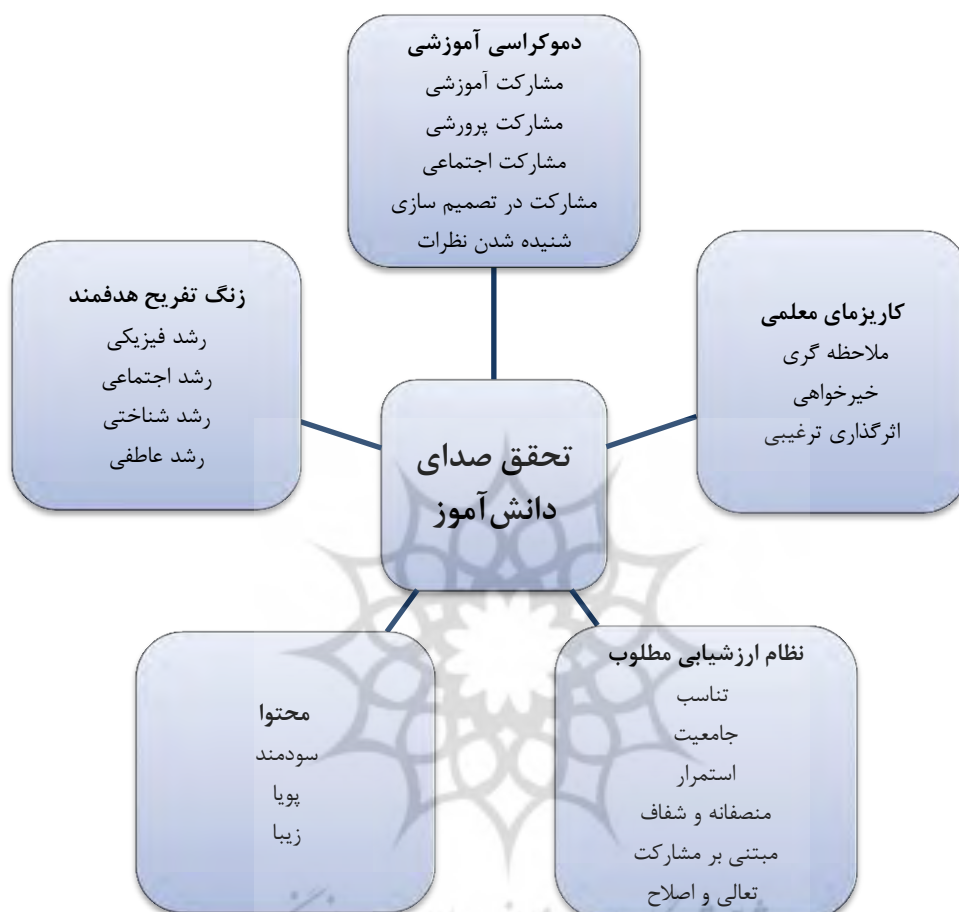 دموکراسی آموزشی
مشارکت آموزشی
مشارکت پرورشی
مشارکت اجتماعی
مشارکت در تصمیم سازی
شنیده شدن نظرات
کاریزمای معلمی
ملاحظه گری
خیرخواهی
اثرگذاری ترغیبی
زنگ تفریح هدفمند
رشد فیزیکی
رشد اجتماعی
رشد شناختی
رشد عاطفی
تحقق صدای
دانش‌آموز
نظام ارزشیابی مطلوب
تناسب
جامعیت
استمرار
منصفانه و شفاف
مبتنی بر مشارکت
تعالی و اصلاح
محتوا
سودمند
پویا
زیبا